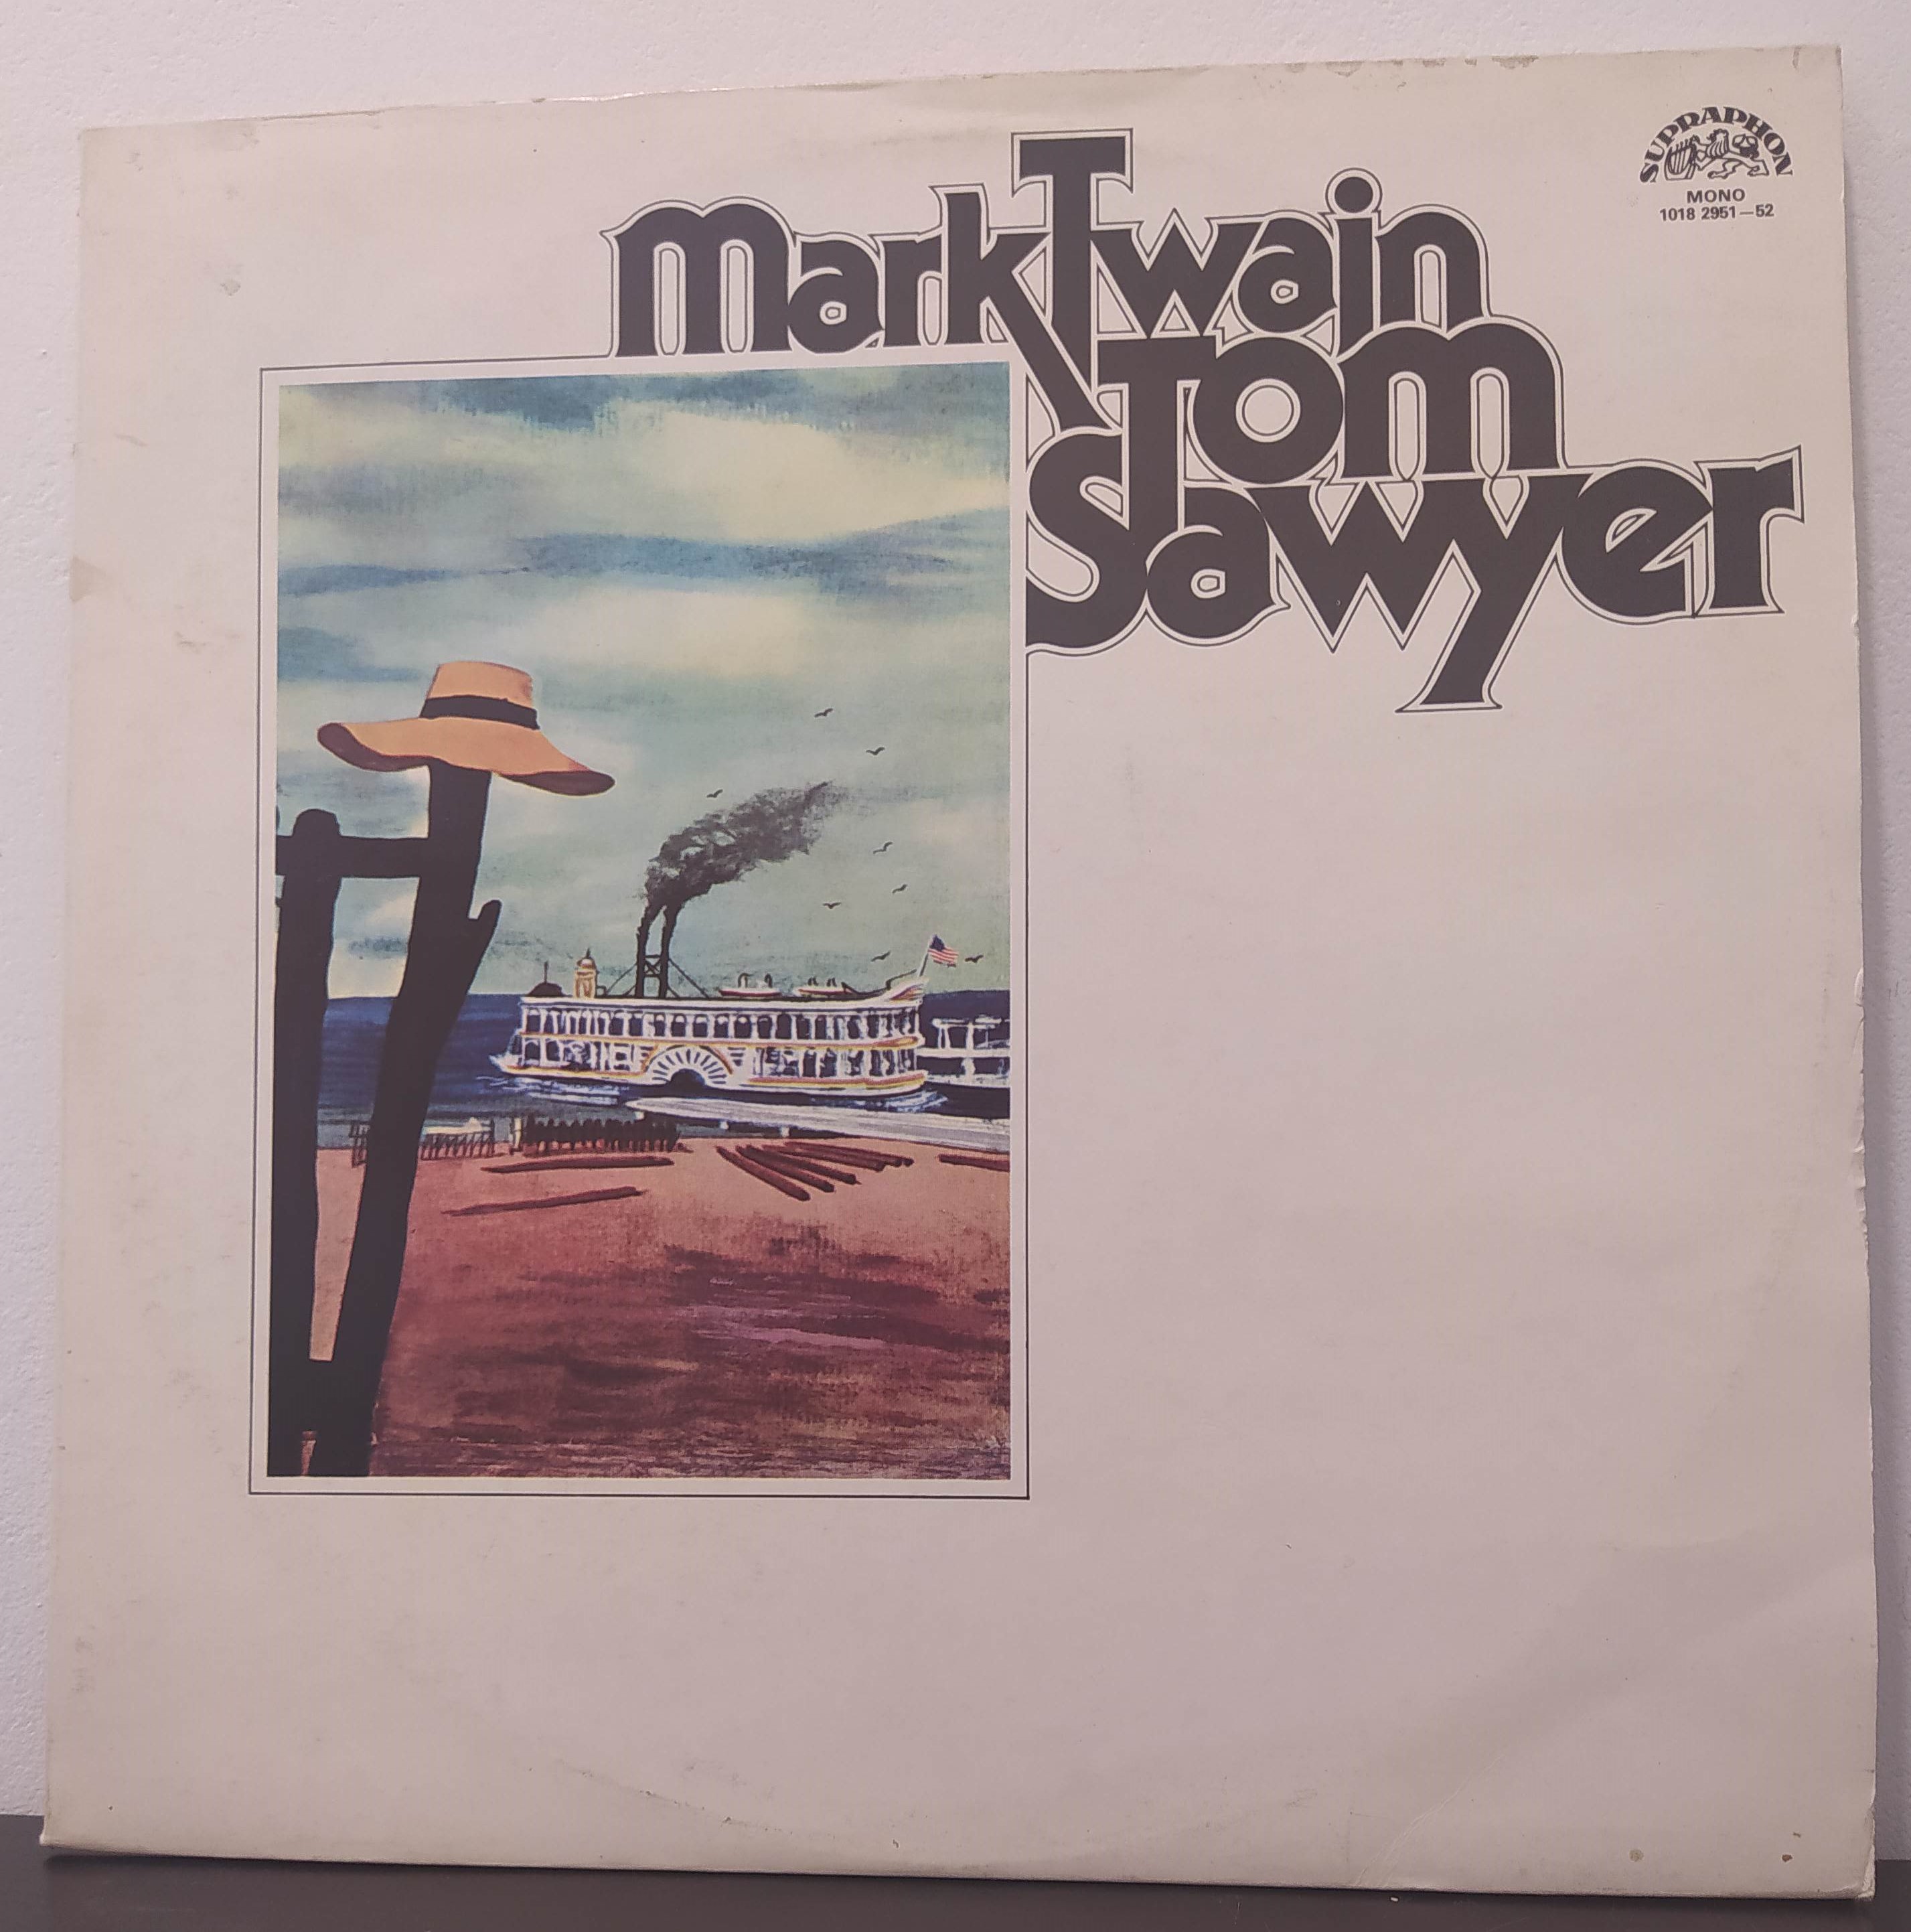 SUPRAPHON
MONO
1018 2951—52
Mark Twain
Tom
Sawyer